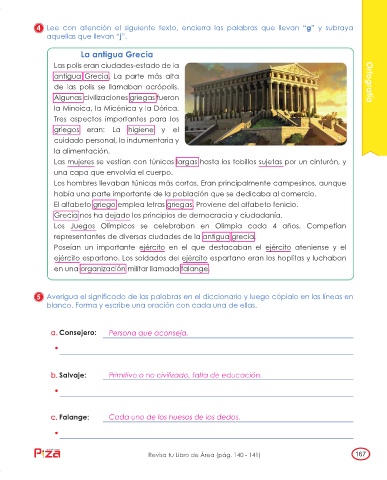 4 Lee con atención el siguiente texto, encierra las palabras que llevan "g" y subraya
aquellas que llevan "j".
La antigua Grecia
Las polis eran ciudades-estado de la
antigua Grecia. La parte más alta
de las polis se llamaban acrópolis.
Algunas civilizaciones griegas fueron
la Minoica, la Micénica y la Dórica.
Tres aspectos importantes para los
griegos eran: La higiene y el
cuidado personal, la indumentaria y
la alimentación.
Las mujeres se vestían con túnicas largas hasta los tobillos sujetas por un cinturón, y
una capa que envolvía el cuerpo.
Los hombres llevaban túnicas más cortas. Eran principalmente campesinos, aunque
había una parte importante de la población que se dedicaba al comercio.
El alfabeto griego emplea letras griegas. Proviene del alfabeto fenicio.
Grecia nos ha dejado los principios de democracia y ciudadanía.
Los Juegos Olímpicos se celebraban en Olimpia cada 4 años. Competían
representantes de diversas ciudades de la antigua grecia.
Poseían un importante ejército en el que destacaban el ejército ateniense y el
ejército espartano. Los soldados del ejército espartano eran los hoplitas y luchaban
en una organización militar llamada falange.
Ortografía
5 Averigua el significado de las palabras en el diccionario y luego cópialo en las líneas en
blanco. Forma y escribe una oración con cada una de ellas.
a. Consejero: Persona que aconseja.
b. Salvaje: Primitivo o no civilizado, falta de educación.
c. Falange: Cada uno de los huesos de los dedos.
Pizza
Revisa tu Libro de Área (pág. 140 - 141)
167